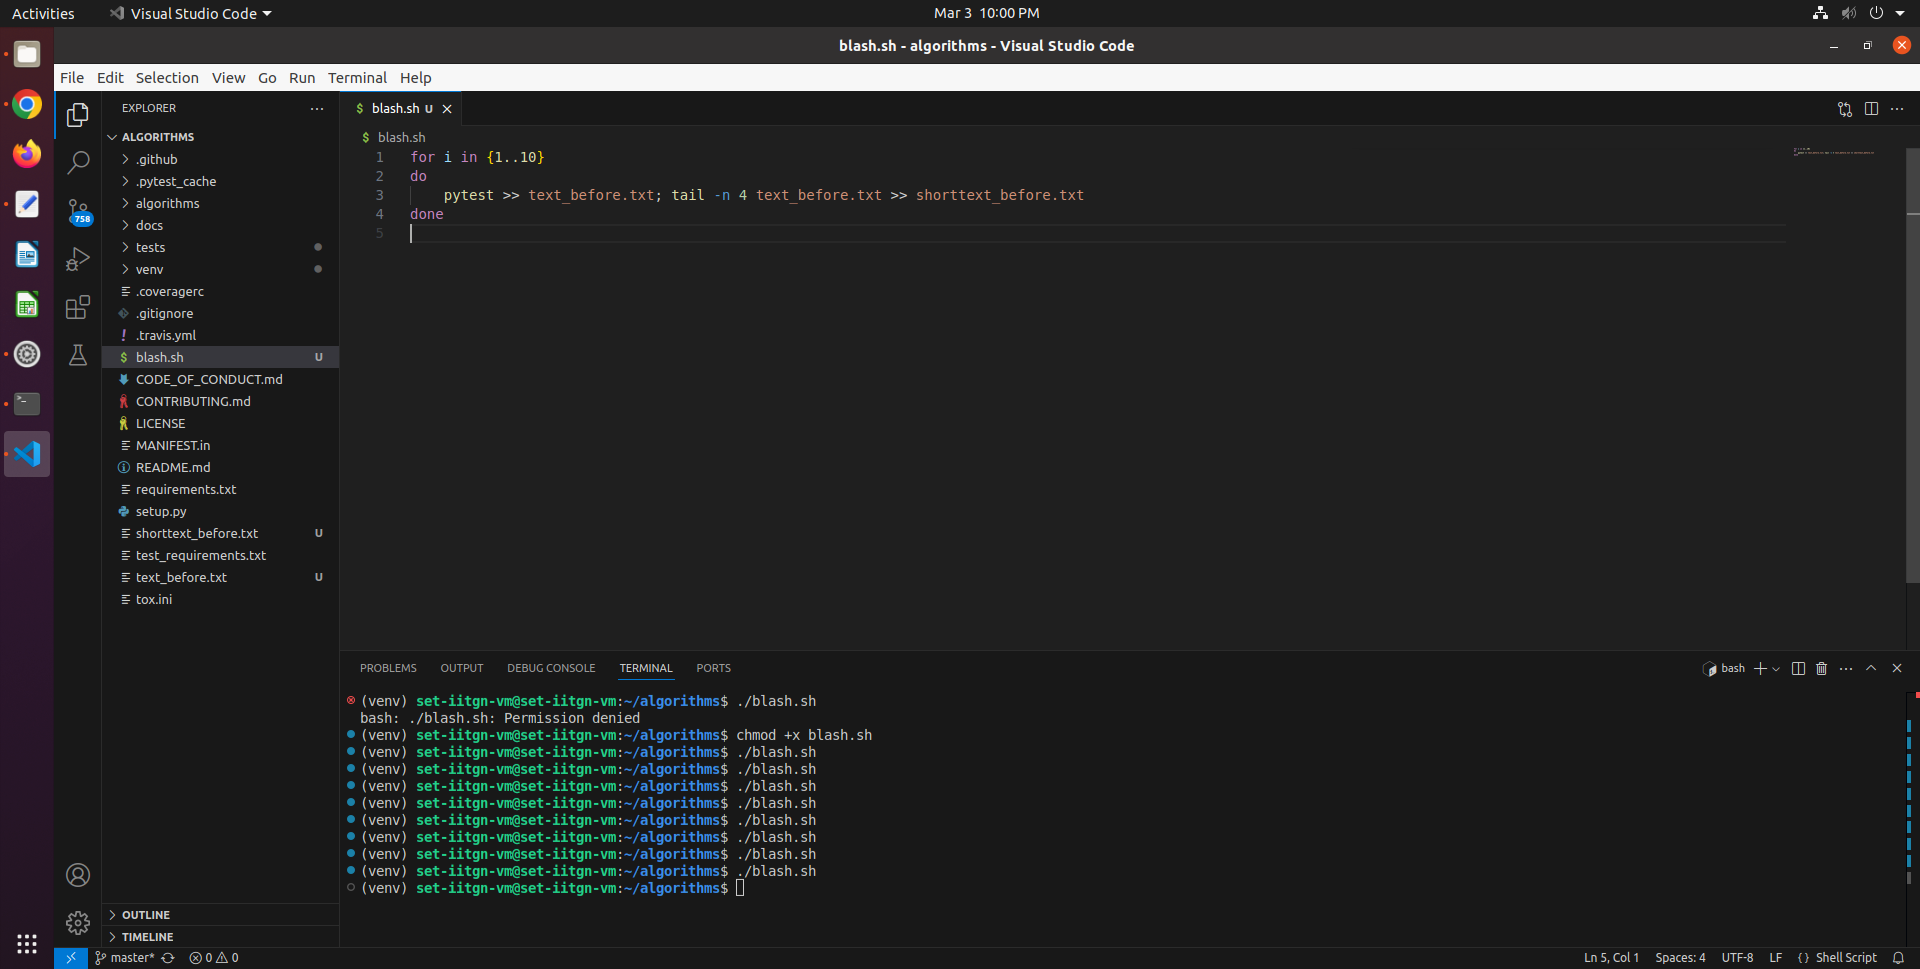 Activities Visual Studio Code Mar 3 10:00 PM
blash.sh - algorithms - Visual Studio Code
File Edit Selection View Go Run Terminal Help
EXPLORER
ALGORITHMS
.github
.pytest_cache
algorithms
docs
tests
venv
.coveragerc
.gitignore
.travis.yml
blash.sh U
CODE_OF_CONDUCT.md
CONTRIBUTING.md
LICENSE
MANIFEST.in
README.md
requirements.txt
setup.py
shorttext_before.txt U
test_requirements.txt
text_before.txt U
tox.ini
OUTLINE
TIMELINE
758
$ blash.sh U
$ blash.sh
1 for i in {1..10}
2 do
3 pytest >> text_before.txt; tail -n 4 text_before.txt >> shorttext_before.txt
4 done
5
PROBLEMS OUTPUT DEBUG CONSOLE TERMINAL PORTS
bash
(venv) set-iitgn-vm@set-iitgn-vm:~/algorithms$ ./blash.sh
bash: ./blash.sh: Permission denied
(venv) set-iitgn-vm@set-iitgn-vm:~/algorithms$ chmod +x blash.sh
(venv) set-iitgn-vm@set-iitgn-vm:~/algorithms$ ./blash.sh
(venv) set-iitgn-vm@set-iitgn-vm:~/algorithms$ ./blash.sh
(venv) set-iitgn-vm@set-iitgn-vm:~/algorithms$ ./blash.sh
(venv) set-iitgn-vm@set-iitgn-vm:~/algorithms$ ./blash.sh
(venv) set-iitgn-vm@set-iitgn-vm:~/algorithms$ ./blash.sh
(venv) set-iitgn-vm@set-iitgn-vm:~/algorithms$ ./blash.sh
(venv) set-iitgn-vm@set-iitgn-vm:~/algorithms$ ./blash.sh
(venv) set-iitgn-vm@set-iitgn-vm:~/algorithms$ ./blash.sh
(venv) set-iitgn-vm@set-iitgn-vm:~/algorithms$
master* 0 0 Ln 5, Col 1 Spaces: 4 UTF-8 LF {} Shell Script